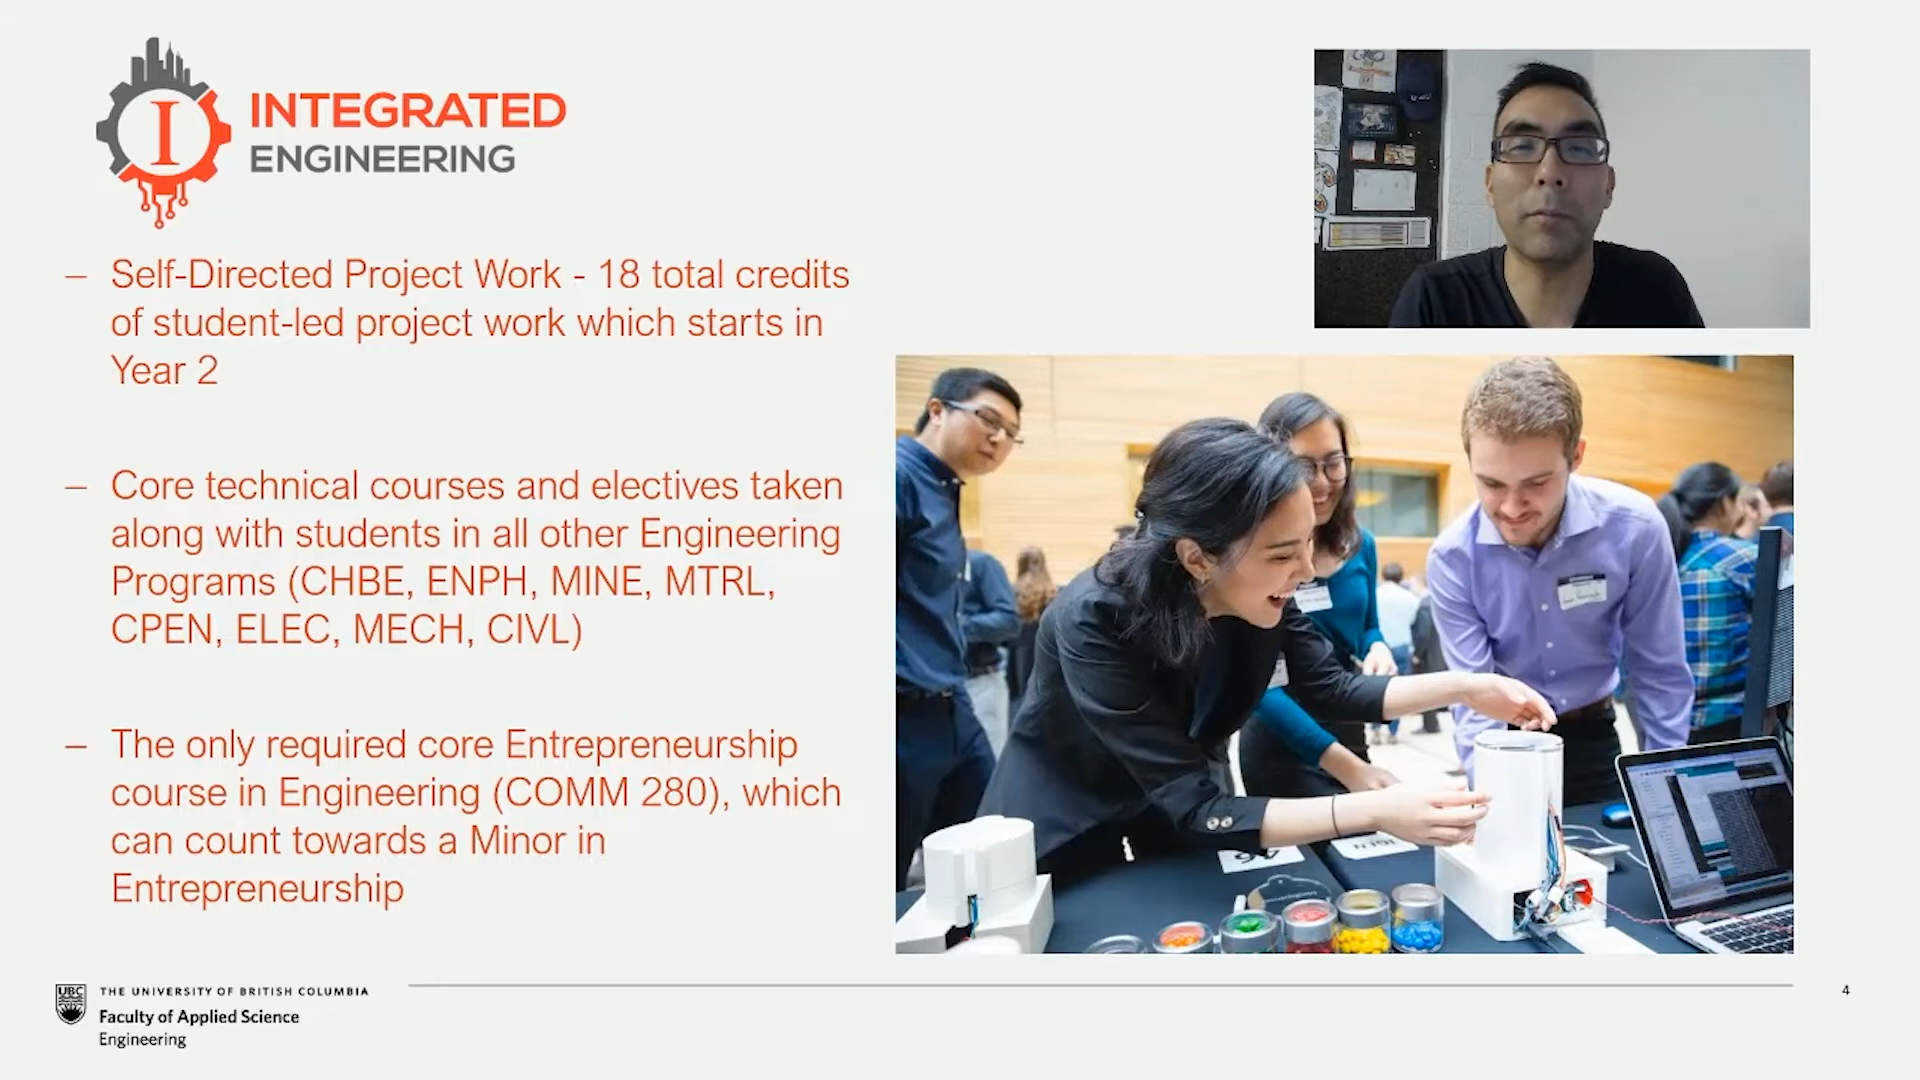 I
INTEGRATED
ENGINEERING
– Self-Directed Project Work - 18 total credits
of student-led project work which starts in
Year 2
– Core technical courses and electives taken
along with students in all other Engineering
Programs (CHBE, ENPH, MINE, MTRL,
CPEN, ELEC, MECH, CIVL)
– The only required core Entrepreneurship
course in Engineering (COMM 280), which
can count towards a Minor in
Entrepreneurship
A6
IGEN
UBC
THE UNIVERSITY OF BRITISH COLUMBIA
Faculty of Applied Science
Engineering
4